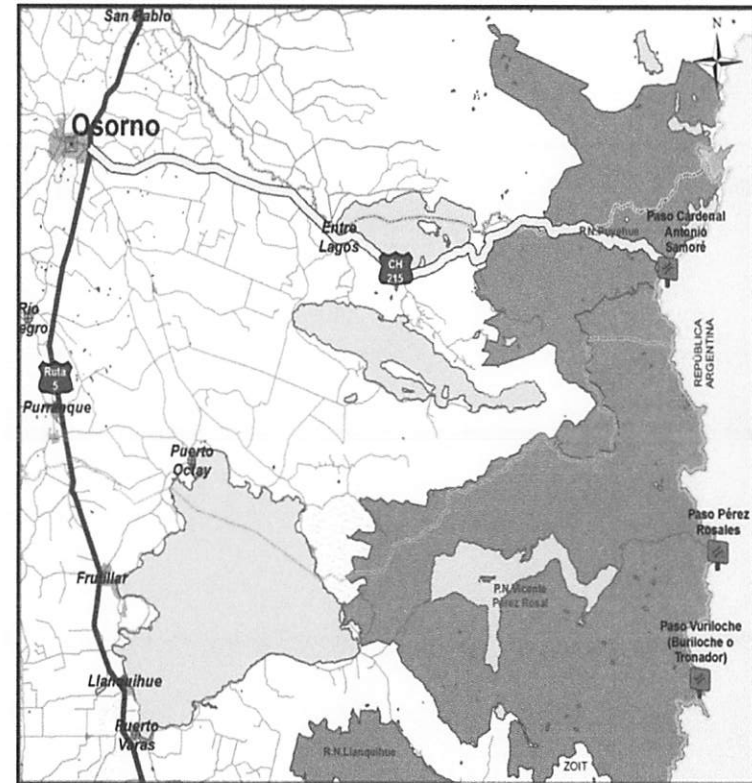 San Pablo
N
Osorno
Paso Cardenal
Antonio
Samoré
R.N.Puyehue
Entre
Lagos
CH
215
Río
egro
REPÚBLICA
ARGENTINA
Ruta
5
Purranque
Puerto
Octay
Paso Pérez
Rosales
Frutillar
P.N.Vicente
Pérez Rosal
Paso Vuriloche
(Buriloche o
Tronador)
Llanquihue
Puerto
Varas
R.N.Llanquihue
ZOIT